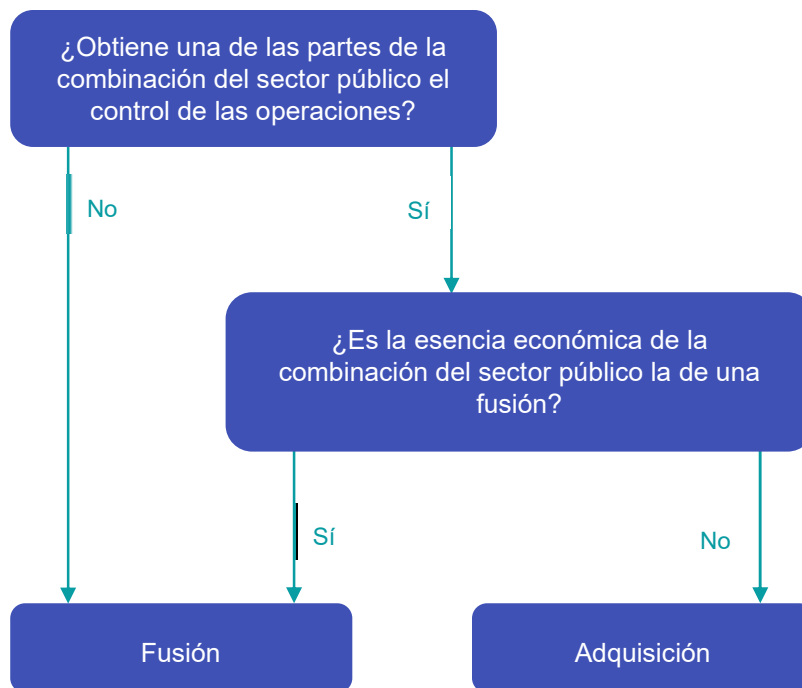 ¿Obtiene una de las partes de la
combinación del sector público el
control de las operaciones?
No
Sí
¿Es la esencia económica de la
combinación del sector público la de una
fusión?
Sí
No
Fusión
Adquisición